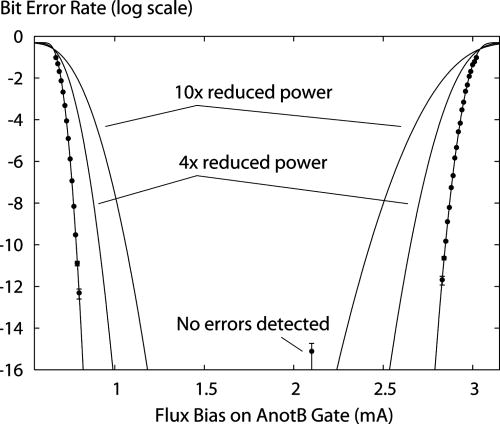 Bit Error Rate (log scale)
0
-2
-4
-6
-8
-10
-12
-14
-16
10x reduced power
4x reduced power
No errors detected
1
1.5
2
2.5
3
Flux Bias on AnotB Gate (mA)